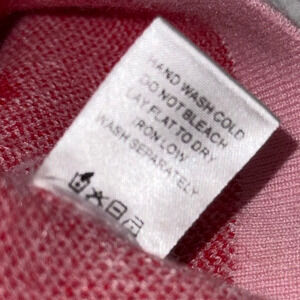 HAND WASH COLD
DO NOT BLEACH
LAY FLAT TO DRY
IRON LOW
WASH SEPARATELY